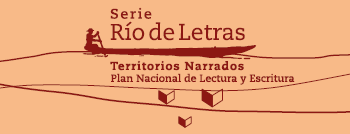 Serie
Río de Letras
Territorios Narrados
Plan Nacional de Lectura y Escritura